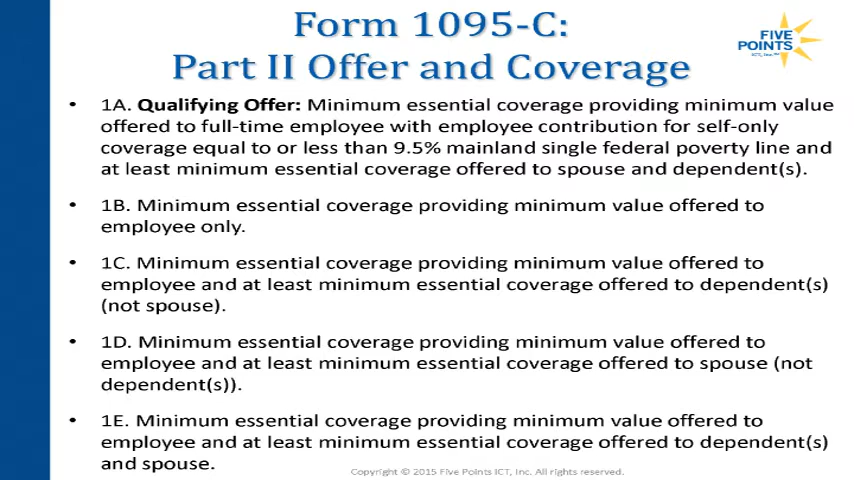 Form 1095-C:
Part II Offer and Coverage
FIVE
POINTS
ICT, Inc.™
• 1A. Qualifying Offer: Minimum essential coverage providing minimum value
offered to full-time employee with employee contribution for self-only
coverage equal to or less than 9.5% mainland single federal poverty line and
at least minimum essential coverage offered to spouse and dependent(s).
• 1B. Minimum essential coverage providing minimum value offered to
employee only.
• 1C. Minimum essential coverage providing minimum value offered to
employee and at least minimum essential coverage offered to dependent(s)
(not spouse).
• 1D. Minimum essential coverage providing minimum value offered to
employee and at least minimum essential coverage offered to spouse (not
dependent(s)).
• 1E. Minimum essential coverage providing minimum value offered to
employee and at least minimum essential coverage offered to dependent(s)
and spouse.
Copyright © 2015 Five Points ICT, Inc. All rights reserved.